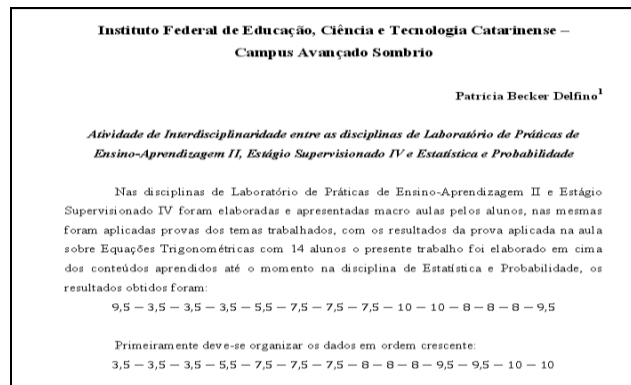 Instituto Federal de Educação, Ciência e Tecnologia Catarinense –
Campus Avançado Sombrio
Patrícia Becker Delfino¹
Atividade de Interdisciplinaridade entre as disciplinas de Laboratório de Práticas de
Ensino-Aprendizagem II, Estágio Supervisionado IV e Estatística e Probabilidade
Nas disciplinas de Laboratório de Práticas de Ensino-Aprendizagem II e Estágio
Supervisionado IV foram elaboradas e apresentadas macro aulas pelos alunos, nas mesmas
foram aplicadas provas dos temas trabalhados, com os resultados da prova aplicada na aula
sobre Equações Trigonométricas com 14 alunos o presente trabalho foi elaborado em cima
dos conteúdos aprendidos até o momento na disciplina de Estatística e Probabilidade, os
resultados obtidos foram:
9,5 – 3,5 – 3,5 – 3,5 – 5,5 – 7,5 – 7,5 – 7,5 – 10 – 10 – 8 – 8 – 8 – 9,5
Primeiramente deve-se organizar os dados em ordem crescente:
3,5 – 3,5 – 3,5 – 5,5 – 7,5 – 7,5 – 7,5 – 8 – 8 – 8 – 9,5 – 9,5 – 10 – 10